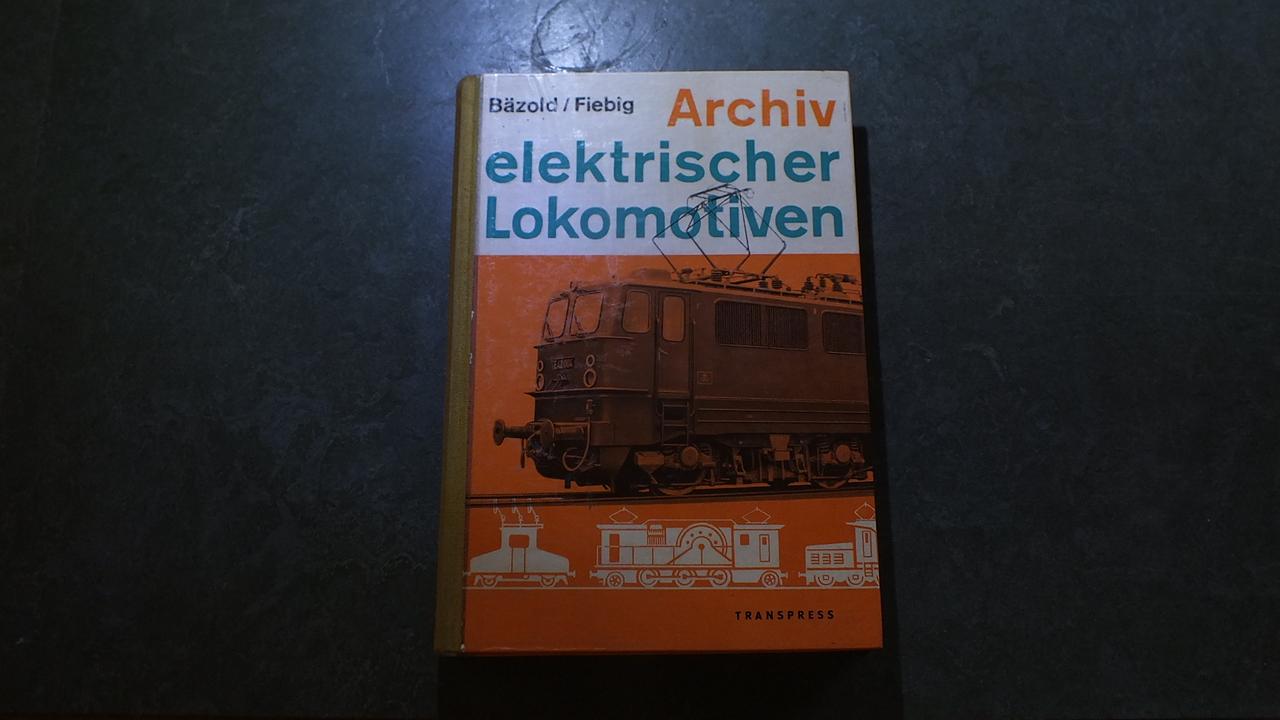 Bäzold / Fiebig Archiv
elektrischer
Lokomotiven
TRANSPRESS